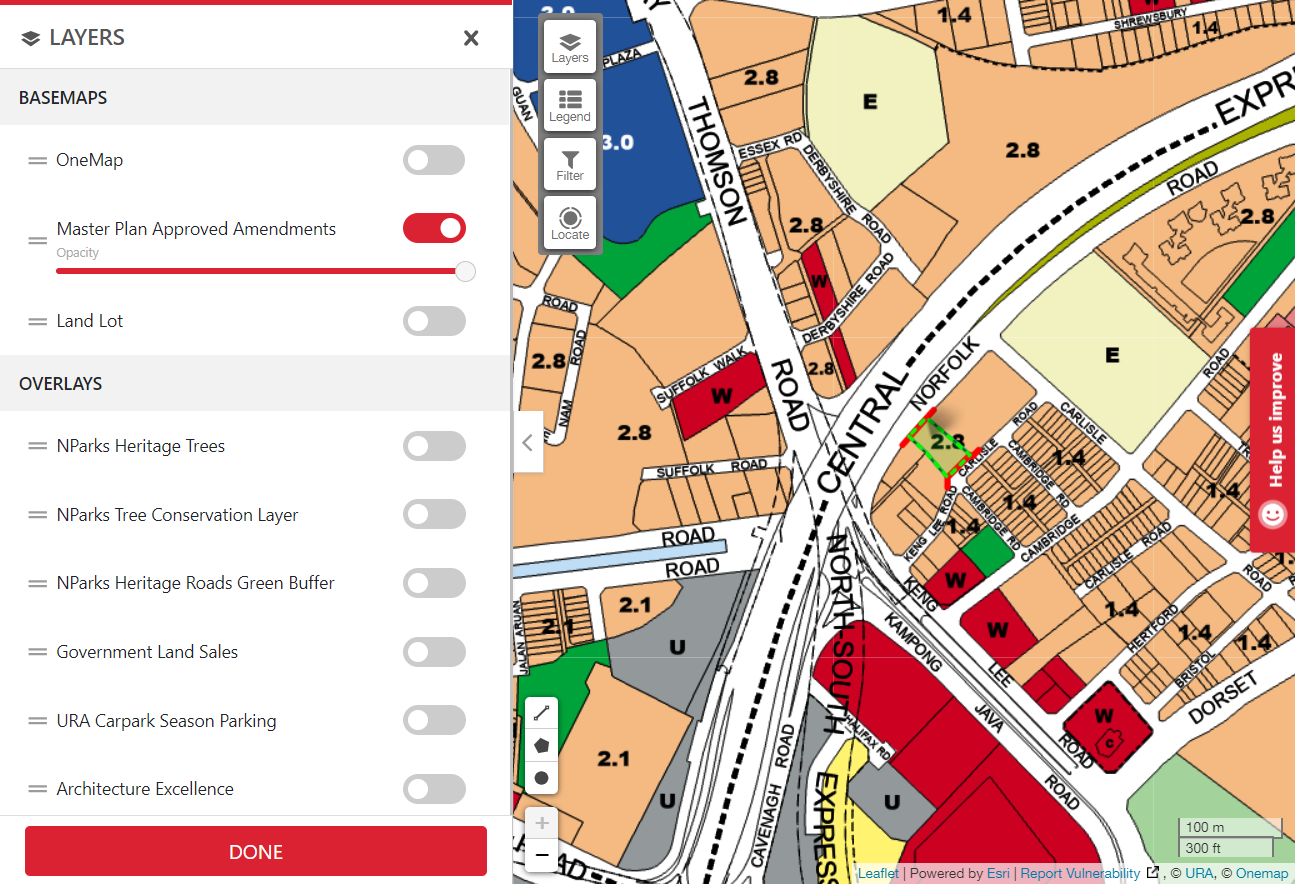 LAYERS
BASEMAPS
OneMap
Master Plan Approved Amendments
Opacity
Land Lot
OVERLAYS
NParks Heritage Trees
NParks Tree Conservation Layer
NParks Heritage Roads Green Buffer
Government Land Sales
URA Carpark Season Parking
Architecture Excellence
DONE
Layers
Legend
Filter
Locate
PLAZA
GUAN
3.0
THOMSON
ROAD
2.8
E
1.4
SHREWSBURY
1.4
ESSEX RD
DERBYSHIRE ROAD
2.8
2.8
W
DERBYSHIRE ROAD
2.8
ROAD
2.8
E
ROAD
ROAD
NAM
2.8
SUFFOLK WALK
W
2.8
SUFFOLK ROAD
CENTRAL
NORFOLK
2.8
ROAD
CARLISLE
ROAD
CARLISLE
CAMBRIDGE RD
1.4
1.4
1.4
CAMBRIDGE RD
1.4
KENG LEE ROAD
CAMBRIDGE
CARLISLE ROAD
ROAD
ROAD
ROAD
2.1
2.1
JALAN ARUAN
U
NORTH-SOUTH
W
KENG
LEE
ROAD
W
1.4
HERTFORD
1.4
1.4
BRISTOL
DORSET
KAMPONG
JAVA
ROAD
W
C
HALIFAX RD
2.1
U
U
CAVENAGH ROAD
Help us improve
+
−
100 m
300 ft
Leaflet | Powered by Esri | Report Vulnerability , © URA, © Onemap